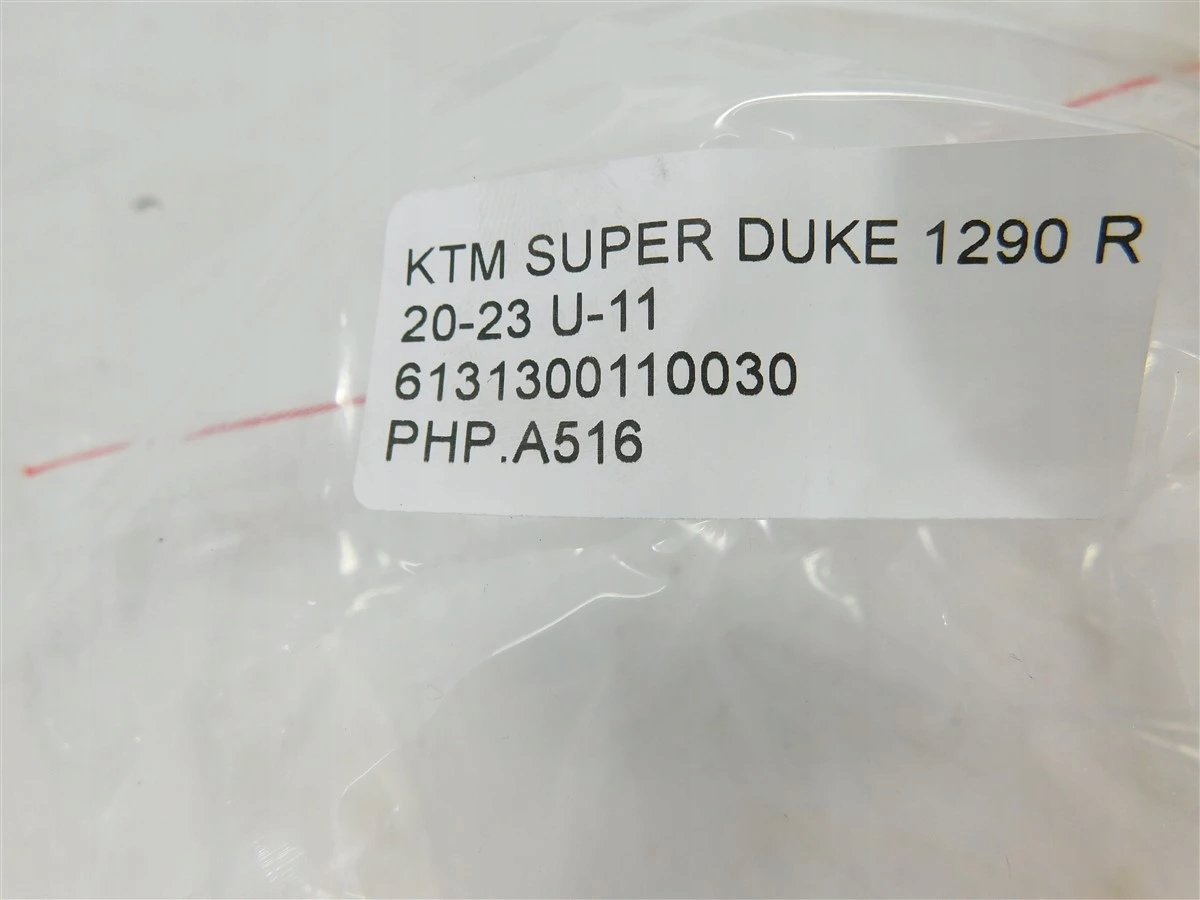 KTM SUPER DUKE 1290 R
20-23 U-11
6131300110030
PHP.A516